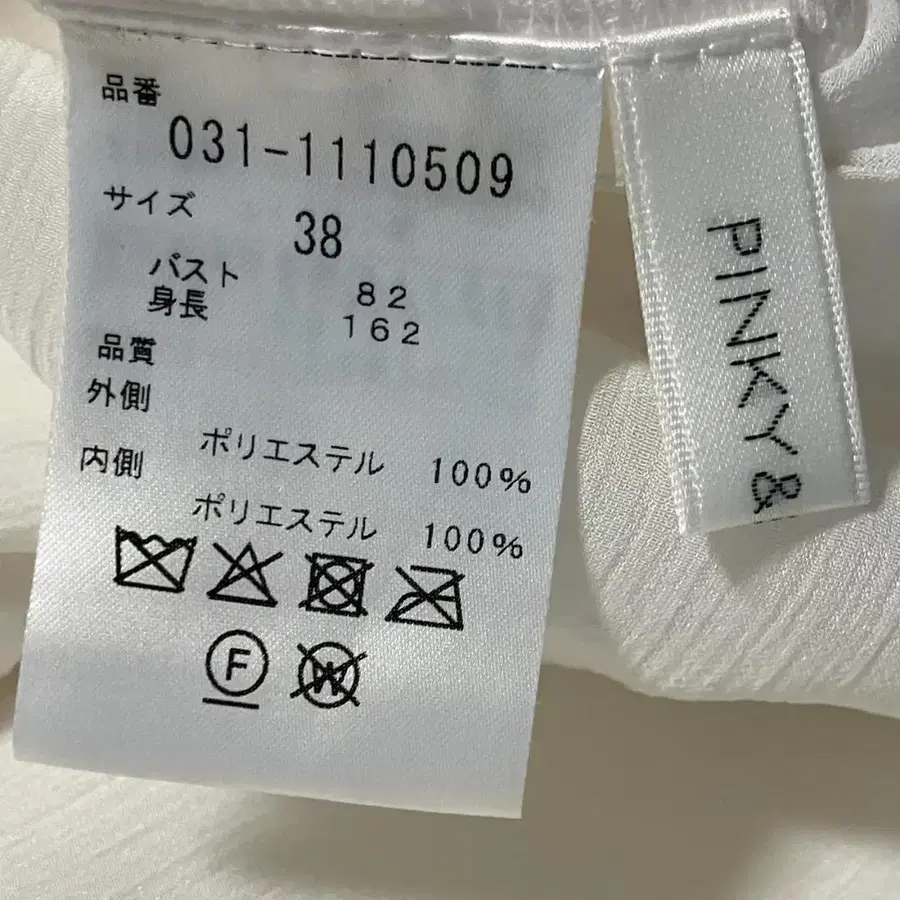 品番
031-1110509
サイズ 38
バスト 82
身長 162
品質
外側
ポリエステル 100%
内側
ポリエステル 100%
F W
PINKY &